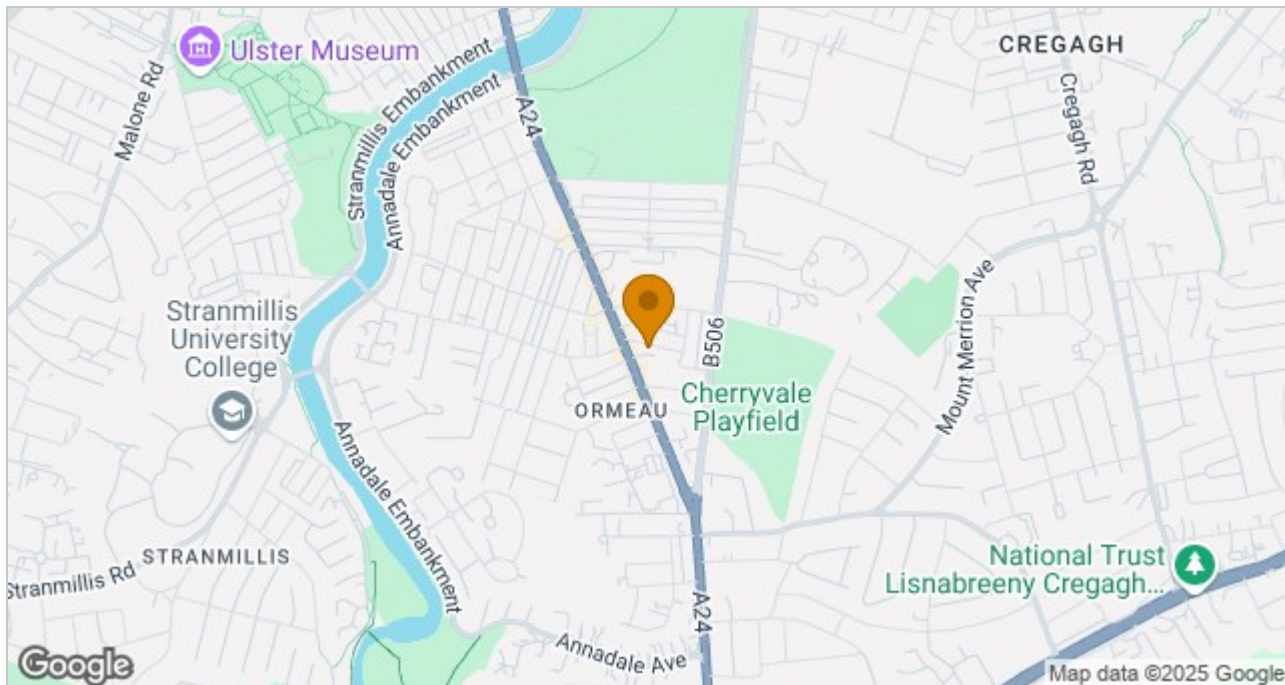 Ulster Museum
Malone Rd
Stranmillis Embankment
Annadale Embankment
A24
CREGAGH
Cregagh Rd
Stranmillis
University
College
B506
Mount Merrion Ave
Cherryvale
Playfield
ORMEAU
Annadale Embankment
STRANMILLIS
Stranmillis Rd
National Trust
Lisnabreeny Cregagh...
A24
Annadale Ave
Google
Map data ©2025 Google